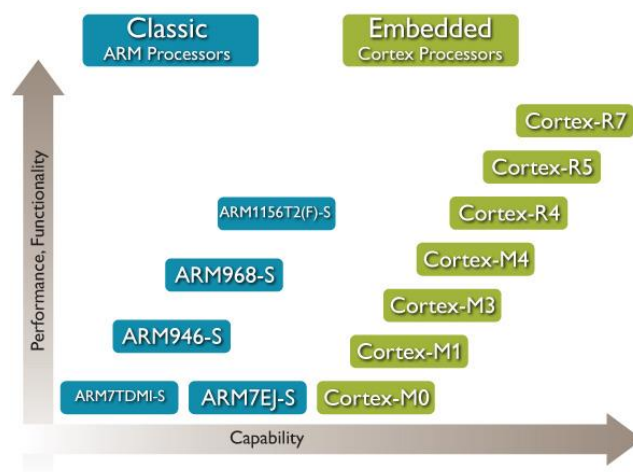 Classic
ARM Processors
Embedded
Cortex Processors
Performance, Functionality
Cortex-R7
Cortex-R5
ARM1156T2(F)-S
Cortex-R4
Cortex-M4
ARM968-S
Cortex-M3
ARM946-S
Cortex-M1
ARM7TDMI-S
ARM7EJ-S
Cortex-M0
Capability